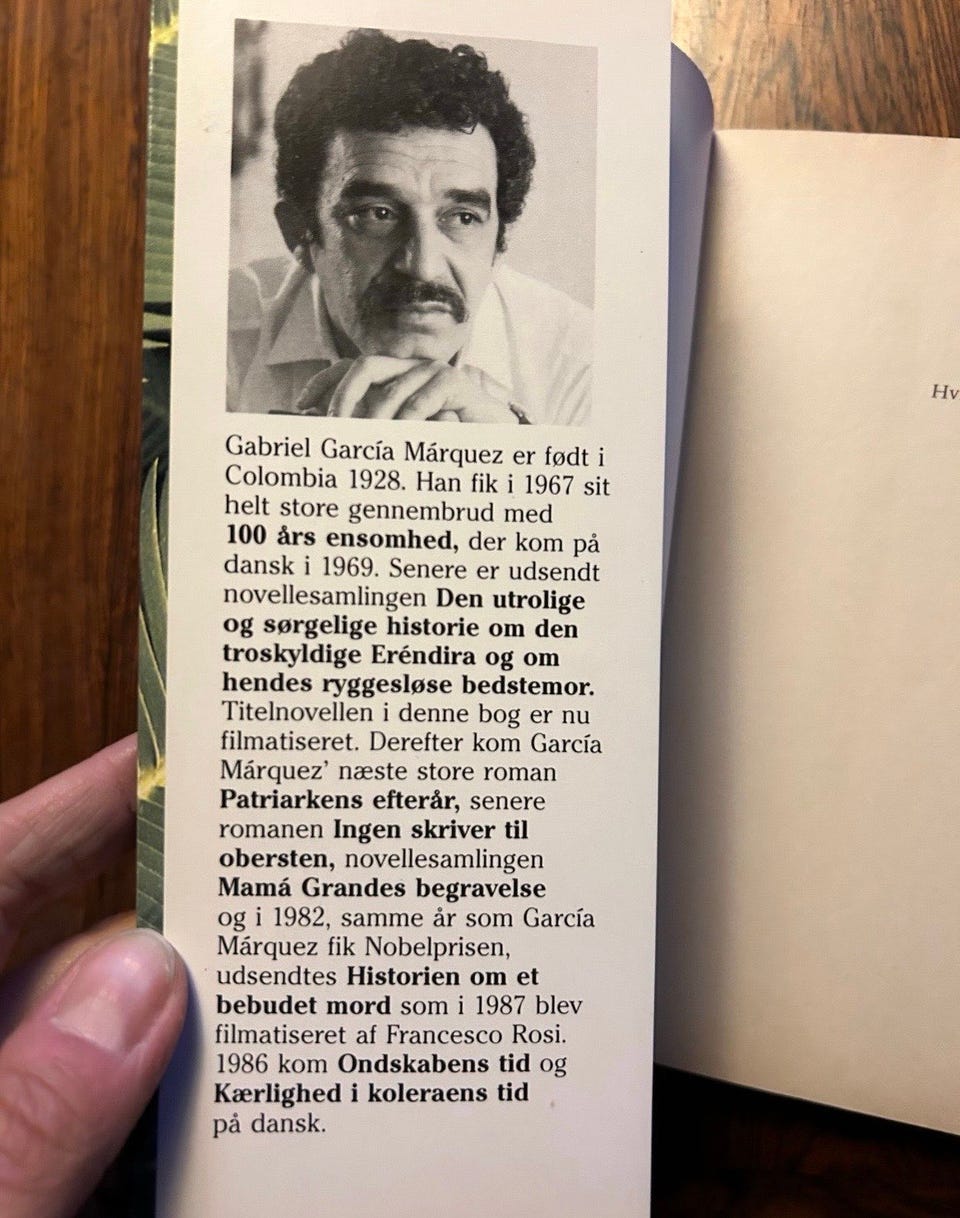 Gabriel García Márquez er født i
Colombia 1928. Han fik i 1967 sit
helt store gennembrud med
100 års ensomhed, der kom på
dansk i 1969. Senere er udsendt
novellesamlingen Den utrolige
og sørgelige historie om den
troskyldige Eréndira og om
hendes ryggesløse bedstemor.
Titelnovellen i denne bog er nu
filmatiseret. Derefter kom García
Márquez’ næste store roman
Patriarkens efterår, senere
romanen Ingen skriver til
obersten, novellesamlingen
Mamá Grandes begravelse
og i 1982, samme år som García
Márquez fik Nobelprisen,
udsendtes Historien om et
bebudet mord som i 1987 blev
filmatiseret af Francesco Rosi.
1986 kom Ondskabens tid og
Kærlighed i koleraens tid
på dansk.
Hv